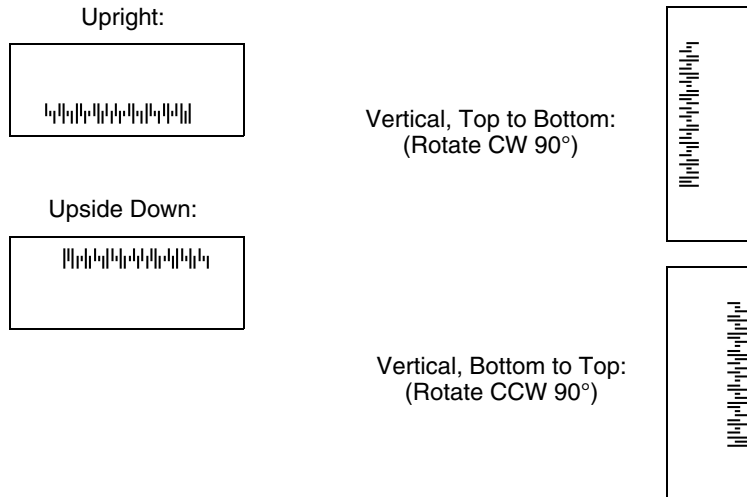 Upright:
Vertical, Top to Bottom:
(Rotate CW 90°)
Upside Down:
Vertical, Bottom to Top:
(Rotate CCW 90°)